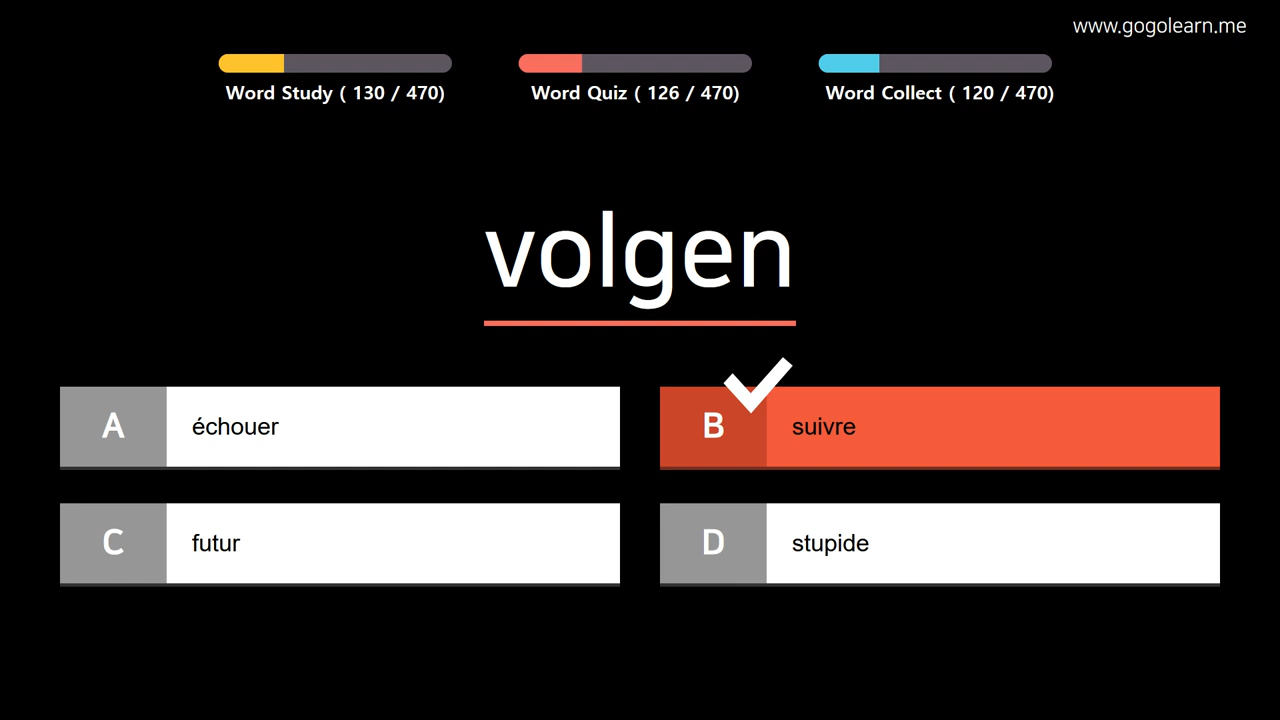 www.gogolearn.me
Word Study ( 130 / 470)
Word Quiz ( 126 / 470)
Word Collect ( 120 / 470)
volgen
A échouer
B suivre
C futur
D stupide